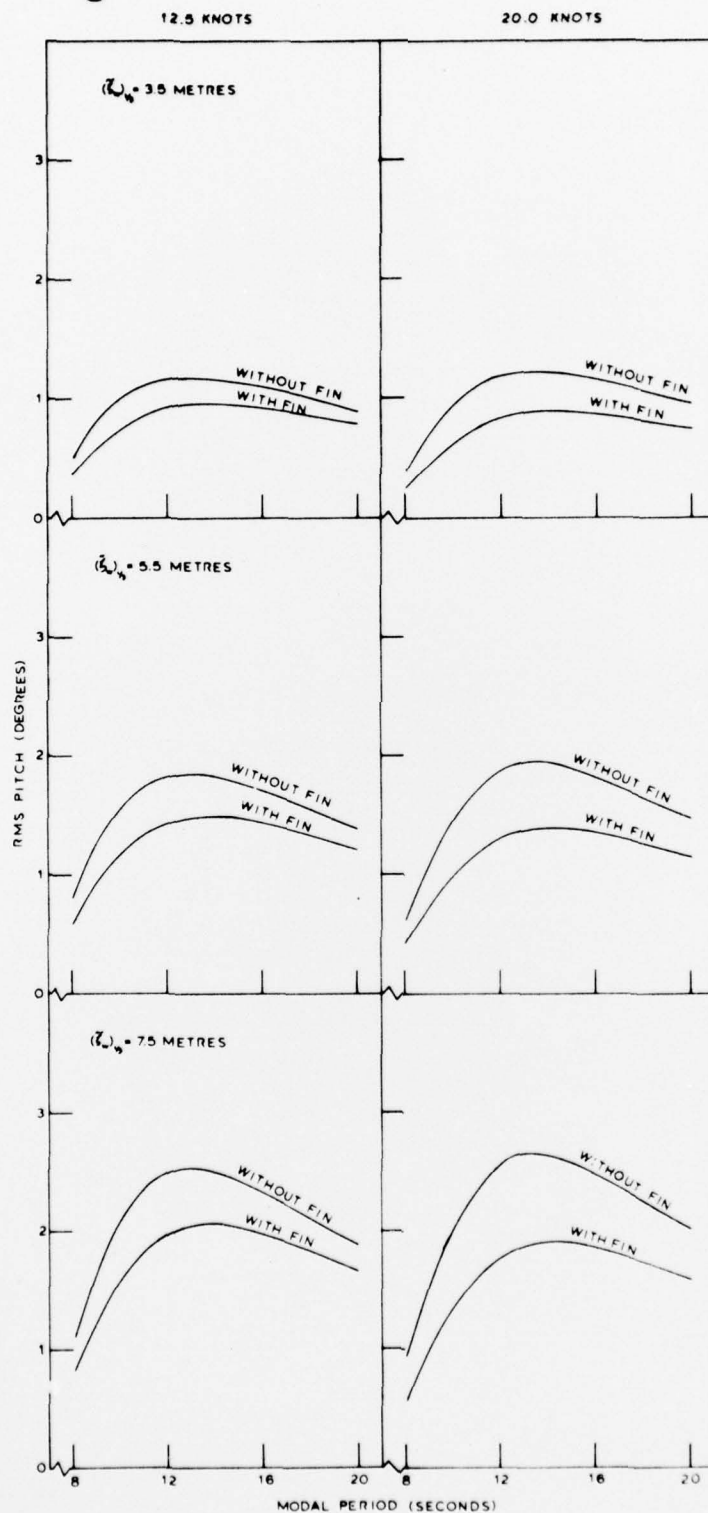 12.5 KNOTS 20.0 KNOTS
(ζ̃w)1/3 = 3.5 METRES
3
2
1
0
WITHOUT FIN
WITH FIN
WITHOUT FIN
WITH FIN
(ζ̃w)1/3 = 5.5 METRES
3
2
1
0
WITHOUT FIN
WITH FIN
WITHOUT FIN
WITH FIN
RMS PITCH (DEGREES)
(ζ̃w)1/3 = 7.5 METRES
3
2
1
0
WITHOUT FIN
WITH FIN
WITHOUT FIN
WITH FIN
8 12 16 20 8 12 16 20
MODAL PERIOD (SECONDS)